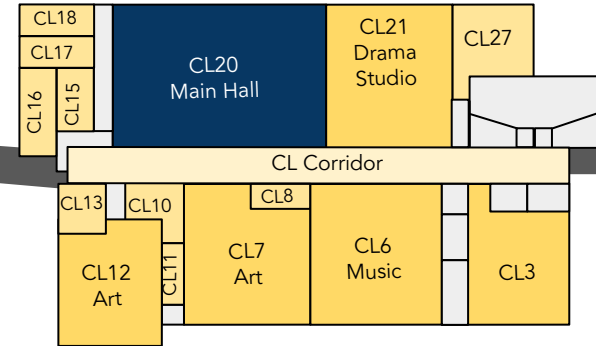 CL18
CL17
CL16
CL15
CL20
Main Hall
CL21
Drama
Studio
CL27
CL Corridor
CL13
CL10
CL8
CL12
Art
CL11
CL7
Art
CL6
Music
CL3